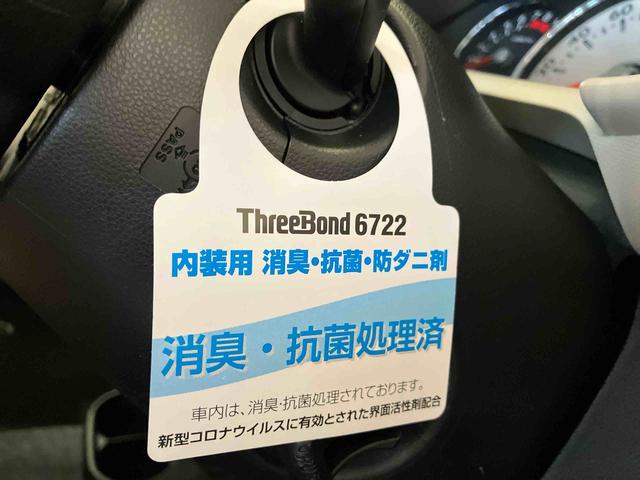 PASS
ThreeBond 6722
内装用 消臭・抗菌・防ダニ剤
消臭・抗菌処理済
車内は、消臭・抗菌処理されております。
新型コロナウイルスに有効とされた界面活性剤配合